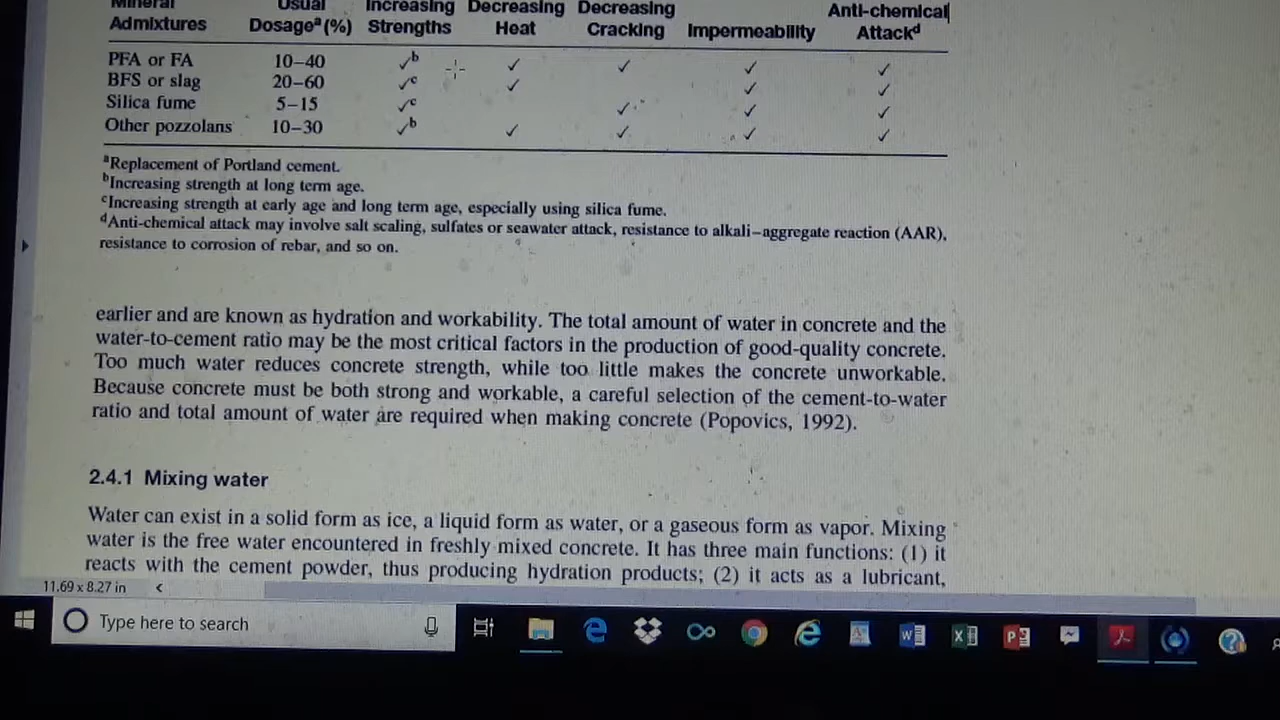 Mineral Usual Increasing Decreasing Decreasing Anti-chemical
Admixtures Dosageᵃ (%) Strengths Heat Cracking Impermeability Attackᵈ
PFA or FA 10–40 ✓ᵇ ✓ ✓ ✓ ✓
BFS or slag 20–60 ✓ᶜ ✓ ✓ ✓
Silica fume 5–15 ✓ᶜ ✓ ✓ ✓
Other pozzolans 10–30 ✓ᵇ ✓ ✓ ✓ ✓
ᵃReplacement of Portland cement.
ᵇIncreasing strength at long term age.
ᶜIncreasing strength at early age and long term age, especially using silica fume.
ᵈAnti-chemical attack may involve salt scaling, sulfates or seawater attack, resistance to alkali–aggregate reaction (AAR),
resistance to corrosion of rebar, and so on.
earlier and are known as hydration and workability. The total amount of water in concrete and the
water-to-cement ratio may be the most critical factors in the production of good-quality concrete.
Too much water reduces concrete strength, while too little makes the concrete unworkable.
Because concrete must be both strong and workable, a careful selection of the cement-to-water
ratio and total amount of water are required when making concrete (Popovics, 1992).
2.4.1 Mixing water
Water can exist in a solid form as ice, a liquid form as water, or a gaseous form as vapor. Mixing
water is the free water encountered in freshly mixed concrete. It has three main functions: (1) it
reacts with the cement powder, thus producing hydration products; (2) it acts as a lubricant,
11.69 x 8.27 in
Type here to search